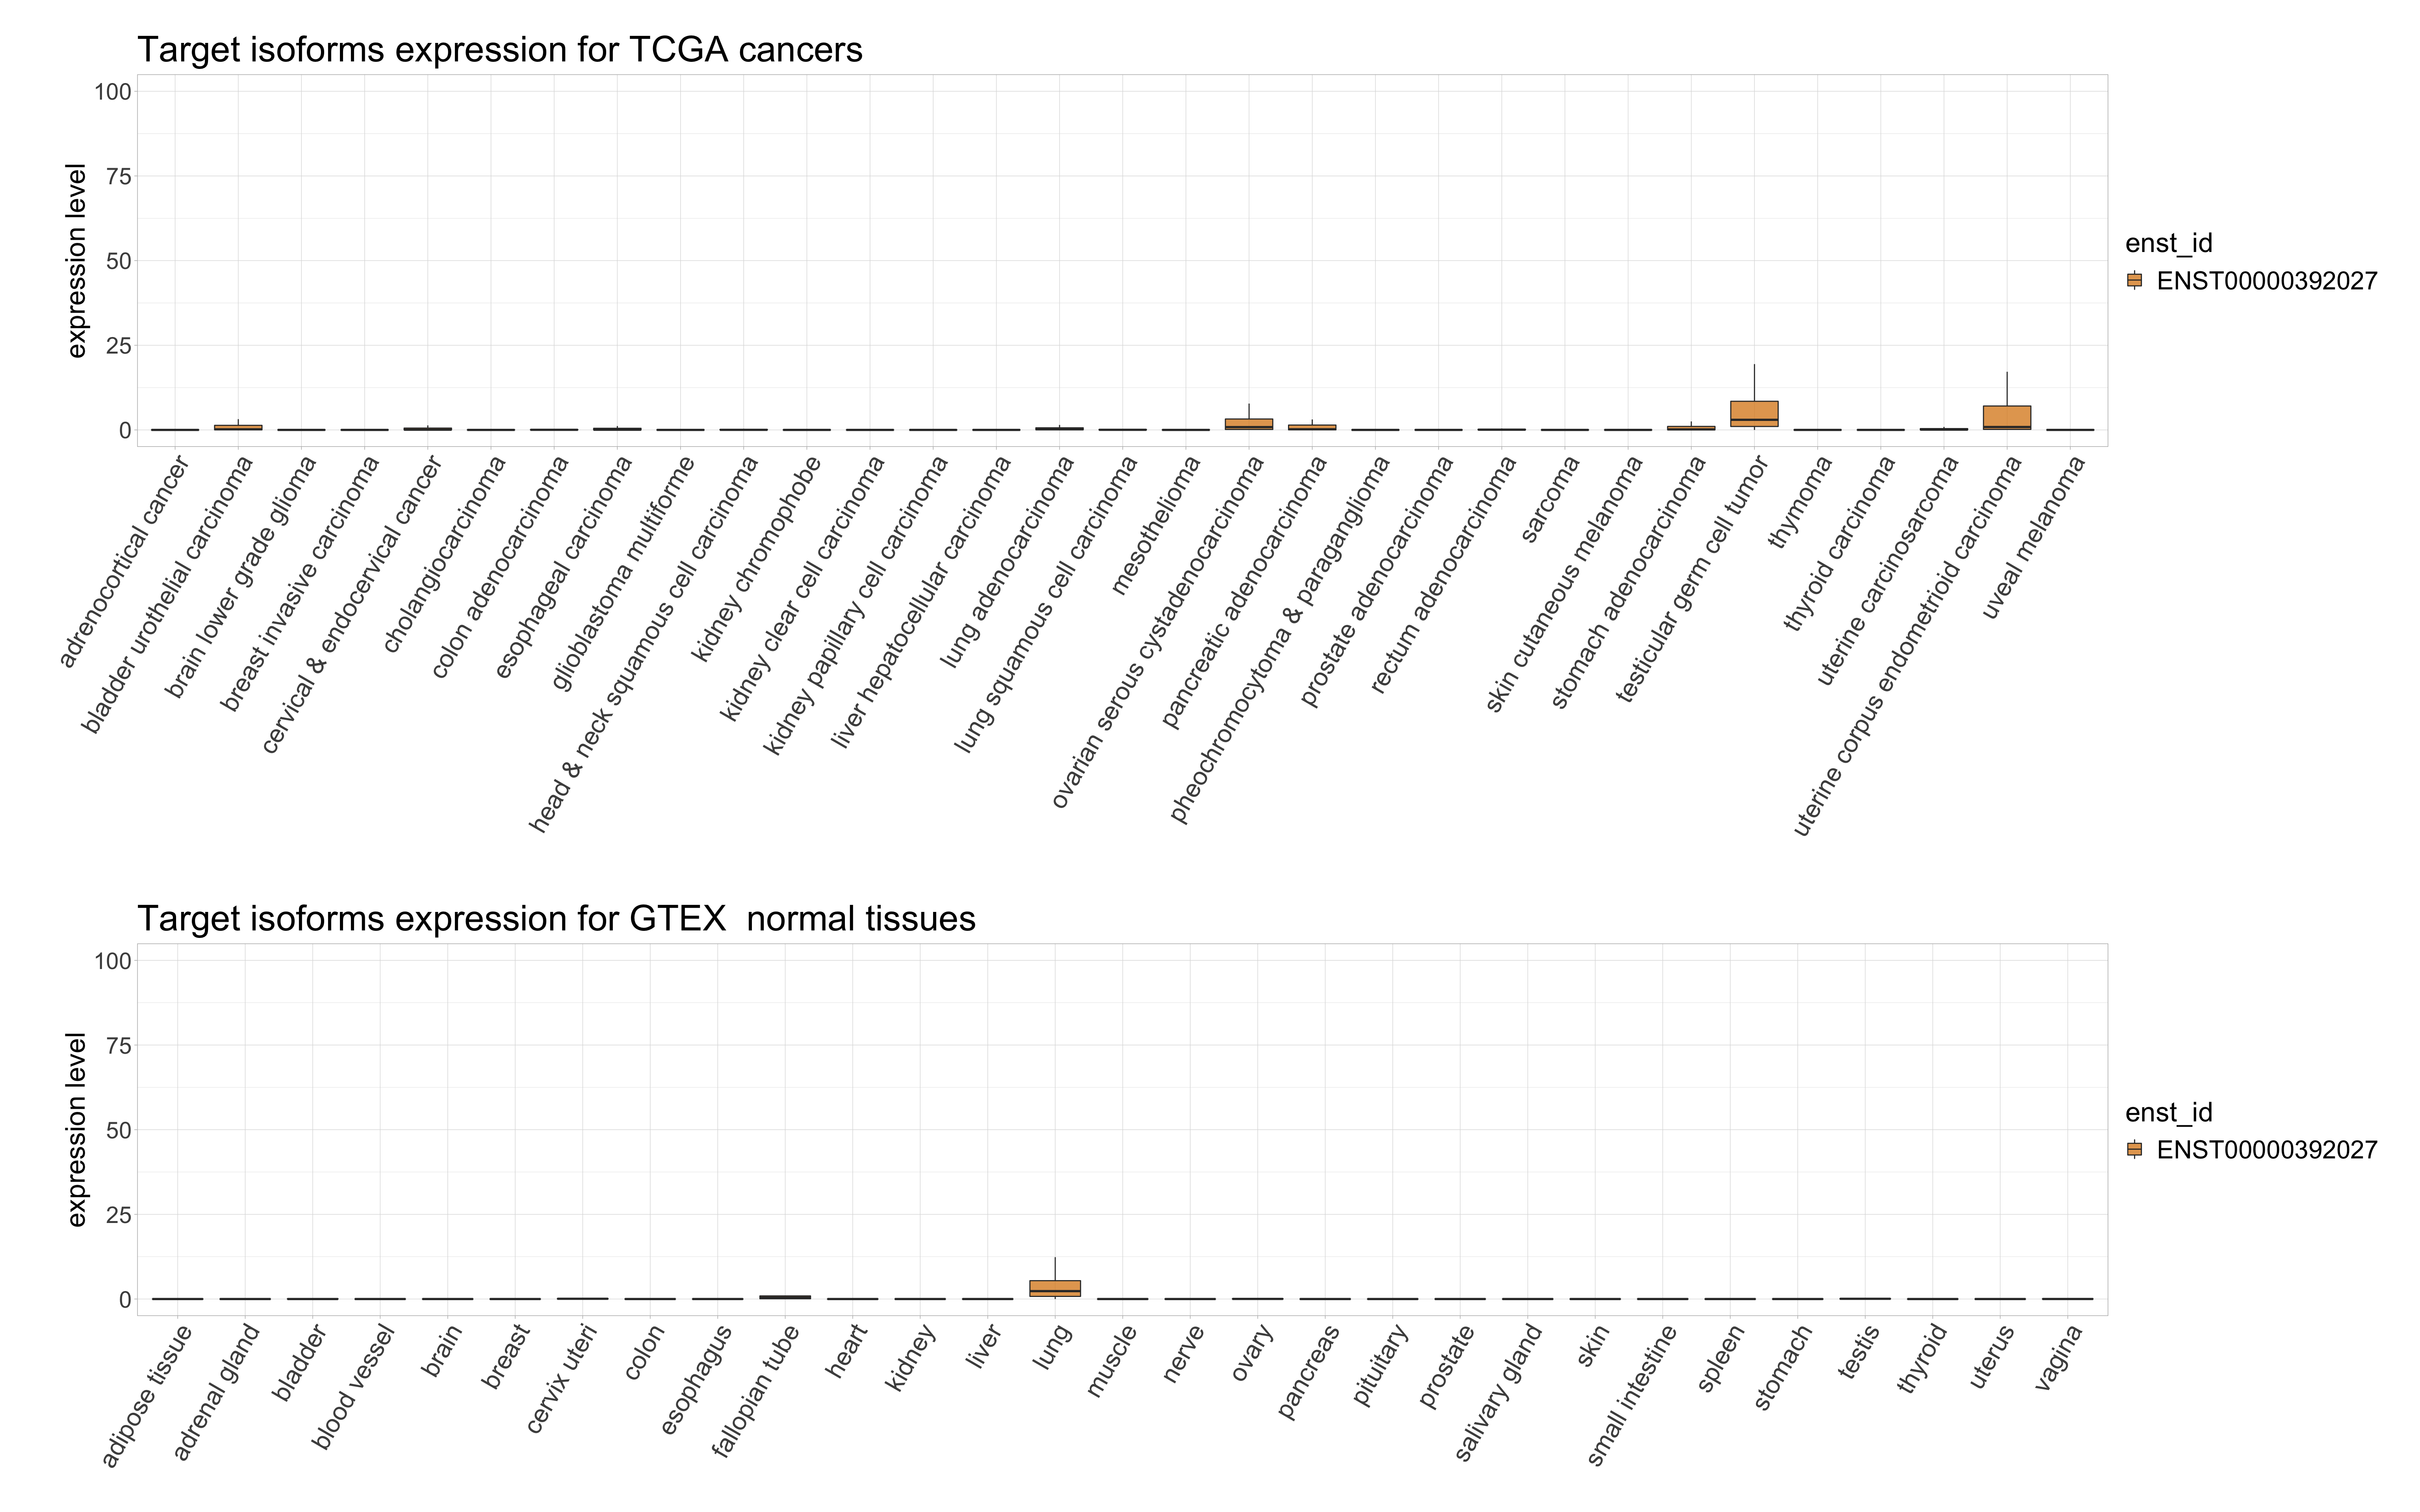 Target isoforms expression for TCGA cancers
expression level
100
75
50
25
0
adrenocortical cancer
bladder urothelial carcinoma
brain lower grade glioma
breast invasive carcinoma
cervical & endocervical cancer
cholangiocarcinoma
colon adenocarcinoma
esophageal carcinoma
glioblastoma multiforme
head & neck squamous cell carcinoma
kidney chromophobe
kidney clear cell carcinoma
kidney papillary cell carcinoma
liver hepatocellular carcinoma
lung adenocarcinoma
lung squamous cell carcinoma
mesothelioma
ovarian serous cystadenocarcinoma
pancreatic adenocarcinoma
pheochromocytoma & paraganglioma
prostate adenocarcinoma
rectum adenocarcinoma
sarcoma
skin cutaneous melanoma
stomach adenocarcinoma
testicular germ cell tumor
thymoma
thyroid carcinoma
uterine carcinosarcoma
uterine corpus endometrioid carcinoma
uveal melanoma
enst_id
ENST00000392027
Target isoforms expression for GTEX  normal tissues
expression level
100
75
50
25
0
adipose tissue
adrenal gland
bladder
blood vessel
brain
breast
cervix uteri
colon
esophagus
fallopian tube
heart
kidney
liver
lung
muscle
nerve
ovary
pancreas
pituitary
prostate
salivary gland
skin
small intestine
spleen
stomach
testis
thyroid
uterus
vagina
enst_id
ENST00000392027